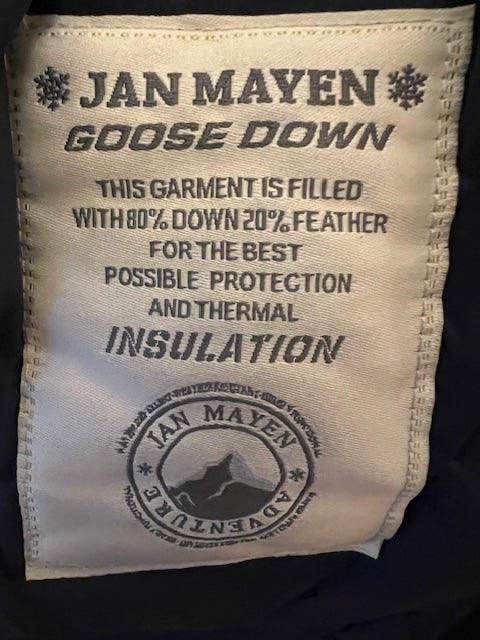 JAN MAYEN
GOOSE DOWN
THIS GARMENT IS FILLED
WITH 80% DOWN 20% FEATHER
FOR THE BEST
POSSIBLE PROTECTION
AND THERMAL
INSULATION
JAN MAYEN
ADVENTURE